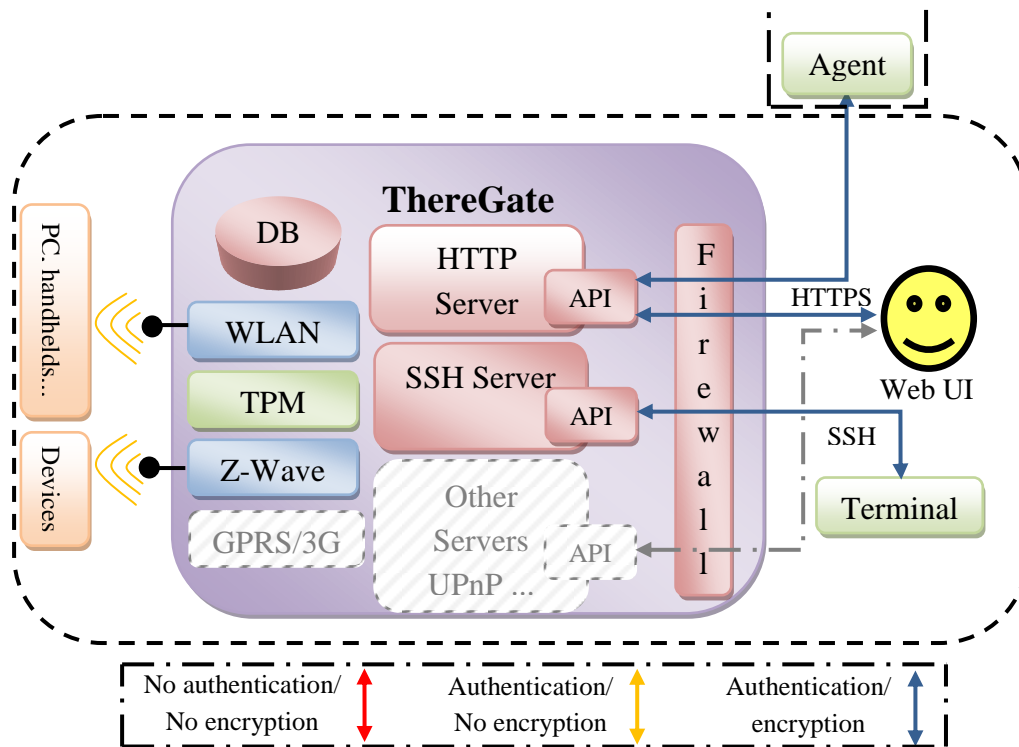 Agent
ThereGate
PC. handhelds...
Devices
DB
WLAN
TPM
Z-Wave
GPRS/3G
HTTP
Server
API
SSH Server
API
Other
Servers
UPnP ...
API
Firewall
HTTPS
Web UI
SSH
Terminal
No authentication/
No encryption
Authentication/
No encryption
Authentication/
encryption